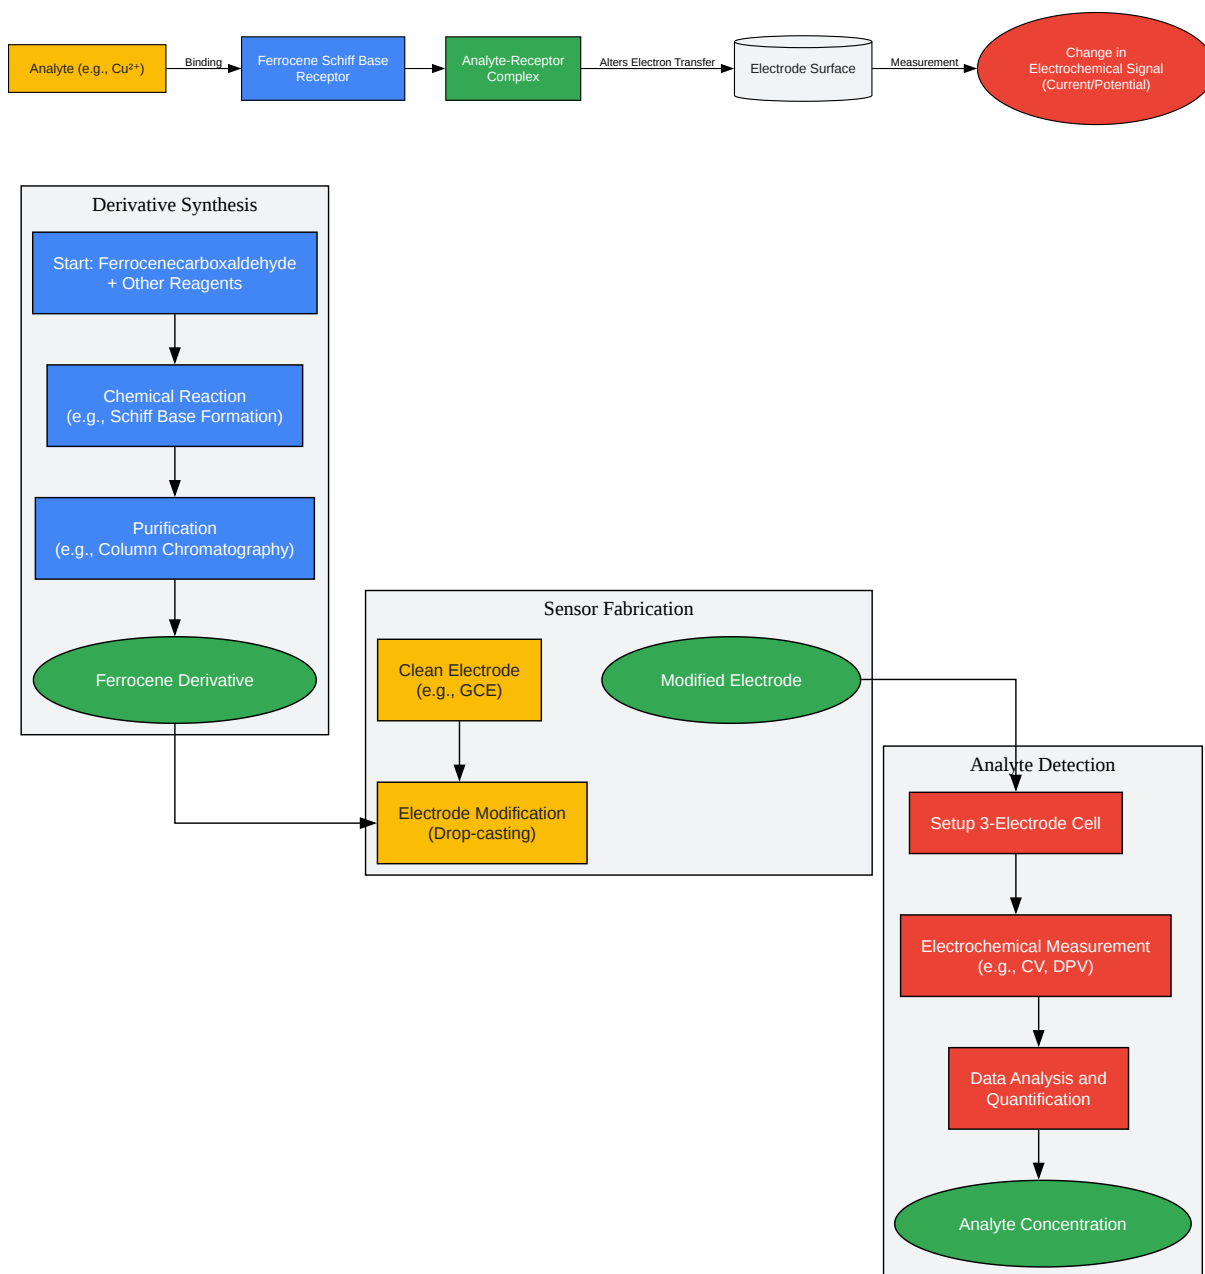 Analyte (e.g., Cu²⁺)
Binding
Ferrocene Schiff Base
Receptor
Analyte-Receptor
Complex
Alters Electron Transfer
Electrode Surface
Measurement
Change in
Electrochemical Signal
(Current/Potential)
Derivative Synthesis
Start: Ferrocenecarboxaldehyde
+ Other Reagents
Chemical Reaction
(e.g., Schiff Base Formation)
Purification
(e.g., Column Chromatography)
Ferrocene Derivative
Sensor Fabrication
Clean Electrode
(e.g., GCE)
Modified Electrode
Electrode Modification
(Drop-casting)
Analyte Detection
Setup 3-Electrode Cell
Electrochemical Measurement
(e.g., CV, DPV)
Data Analysis and
Quantification
Analyte Concentration